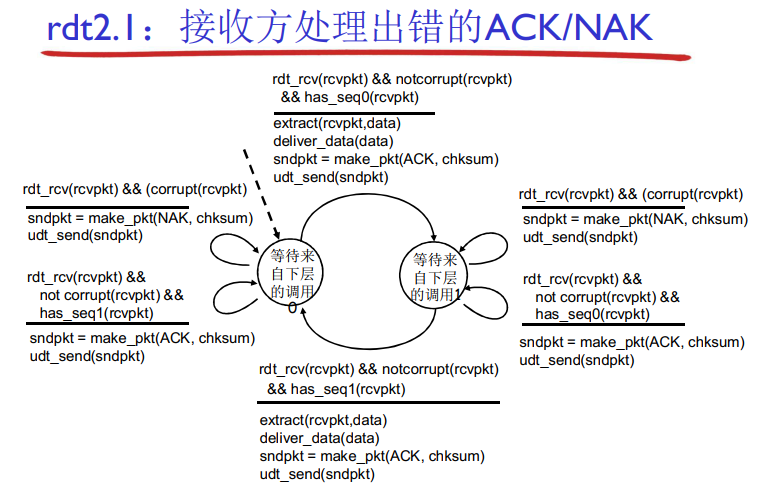 rdt2.1：接收方处理出错的ACK/NAK
rdt_rcv(rcvpkt) && notcorrupt(rcvpkt)
&& has_seq0(rcvpkt)
extract(rcvpkt,data)
deliver_data(data)
sndpkt = make_pkt(ACK, chksum)
udt_send(sndpkt)
rdt_rcv(rcvpkt) && (corrupt(rcvpkt)
sndpkt = make_pkt(NAK, chksum)
udt_send(sndpkt)
rdt_rcv(rcvpkt) &&
not corrupt(rcvpkt) &&
has_seq1(rcvpkt)
sndpkt = make_pkt(ACK, chksum)
udt_send(sndpkt)
等待来
自下层
的调用
0
等待来
自下层
的调用1
rdt_rcv(rcvpkt) && (corrupt(rcvpkt)
sndpkt = make_pkt(NAK, chksum)
udt_send(sndpkt)
rdt_rcv(rcvpkt) &&
not corrupt(rcvpkt) &&
has_seq0(rcvpkt)
sndpkt = make_pkt(ACK, chksum)
udt_send(sndpkt)
rdt_rcv(rcvpkt) && notcorrupt(rcvpkt)
&& has_seq1(rcvpkt)
extract(rcvpkt,data)
deliver_data(data)
sndpkt = make_pkt(ACK, chksum)
udt_send(sndpkt)